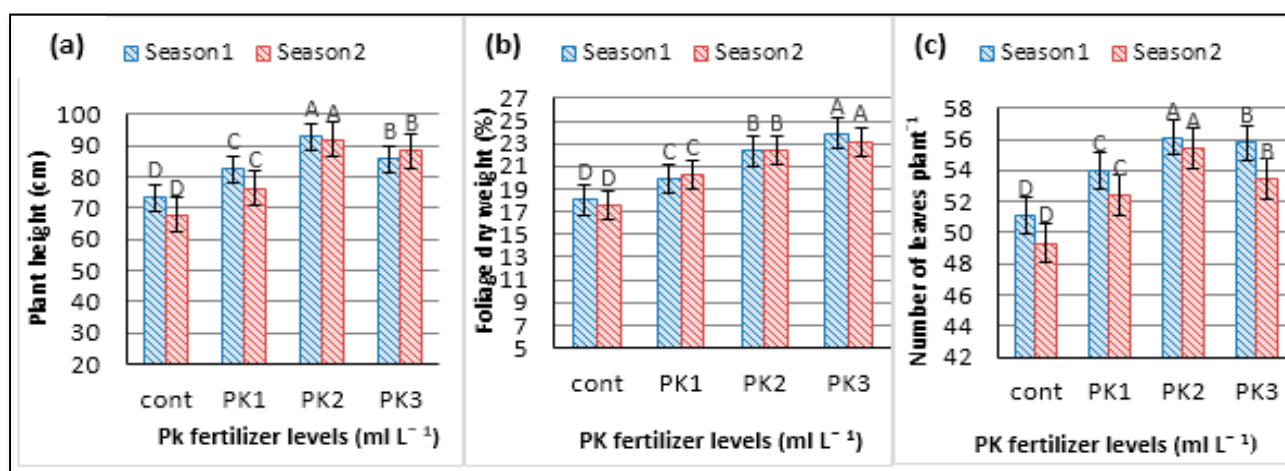 (a) Season1 Season2
Plant height (cm)
100
90
80
70
60
50
40
30
20
D D C C A A B B
cont PK1 PK2 PK3
Pk fertilizer levels (ml L⁻¹)
(b) Season1 Season2
Foliage dry weight (%)
27
25
23
21
19
17
15
13
11
9
7
5
D D C C B B A A
cont PK1 PK2 PK3
PK fertilizer levels (ml L⁻¹)
(c) Season1 Season2
Number of leaves plant⁻¹
58
56
54
52
50
48
46
44
42
D D C C A A B B
cont PK1 PK2 PK3
PK fertilizer levels (ml L⁻¹)